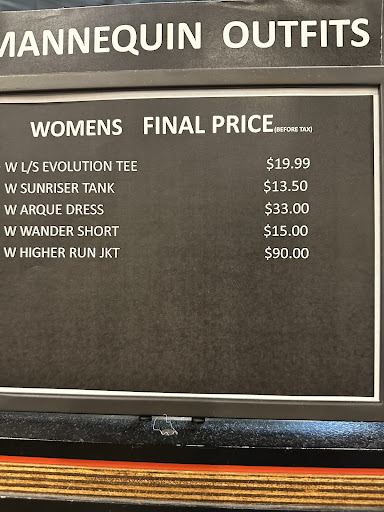 MANNEQUIN OUTFITS
WOMENS FINAL PRICE (BEFORE TAX)
W L/S EVOLUTION TEE $19.99
W SUNRISER TANK $13.50
W ARQUE DRESS $33.00
W WANDER SHORT $15.00
W HIGHER RUN JKT $90.00